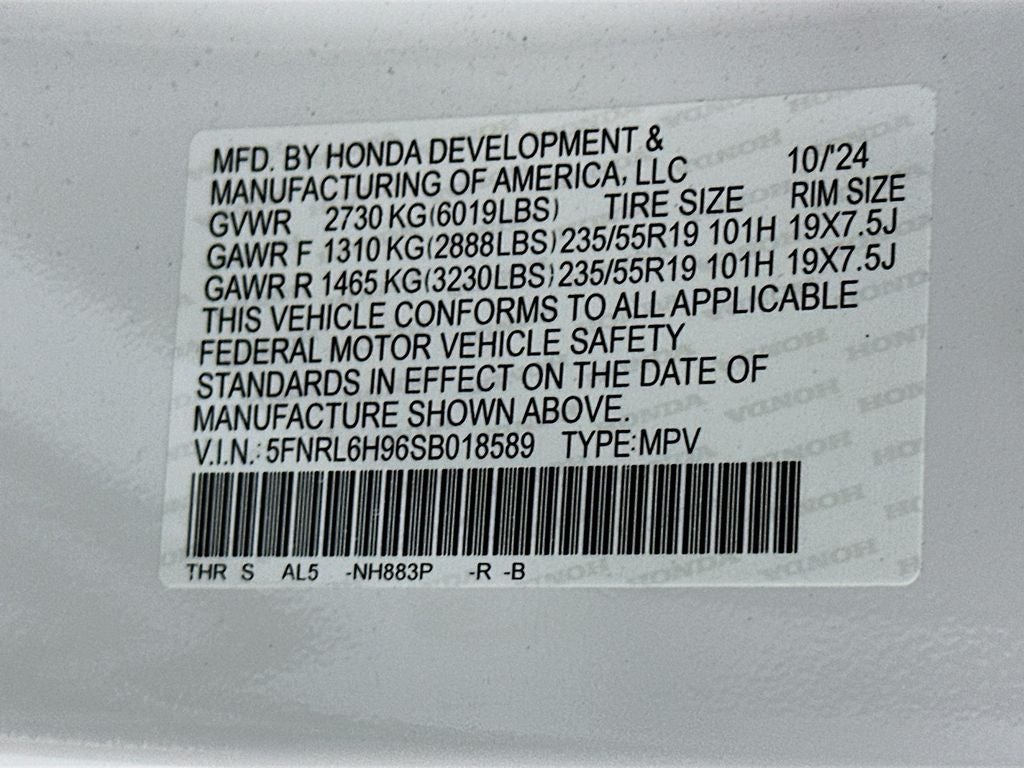 MFD. BY HONDA DEVELOPMENT &
MANUFACTURING OF AMERICA, LLC 10/'24
GVWR 2730 KG(6019LBS) TIRE SIZE RIM SIZE
GAWR F 1310 KG(2888LBS) 235/55R19 101H 19X7.5J
GAWR R 1465 KG(3230LBS) 235/55R19 101H 19X7.5J
THIS VEHICLE CONFORMS TO ALL APPLICABLE
FEDERAL MOTOR VEHICLE SAFETY
STANDARDS IN EFFECT ON THE DATE OF
MANUFACTURE SHOWN ABOVE.
V.I.N.: 5FNRL6H96SB018589 TYPE:MPV
THR S AL5 -NH883P -R -B